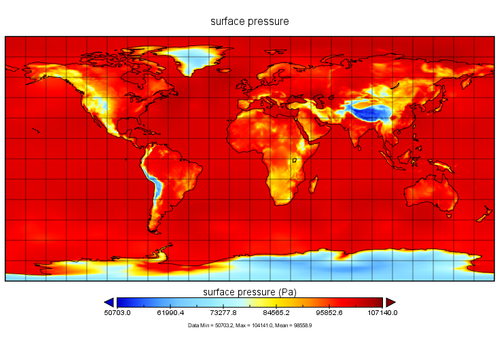 surface pressure
surface pressure (Pa)
50703.0 61990.4 73277.8 84565.2 95852.6 107140.0
Data Min = 50703.2, Max = 104141.0, Mean = 98558.9